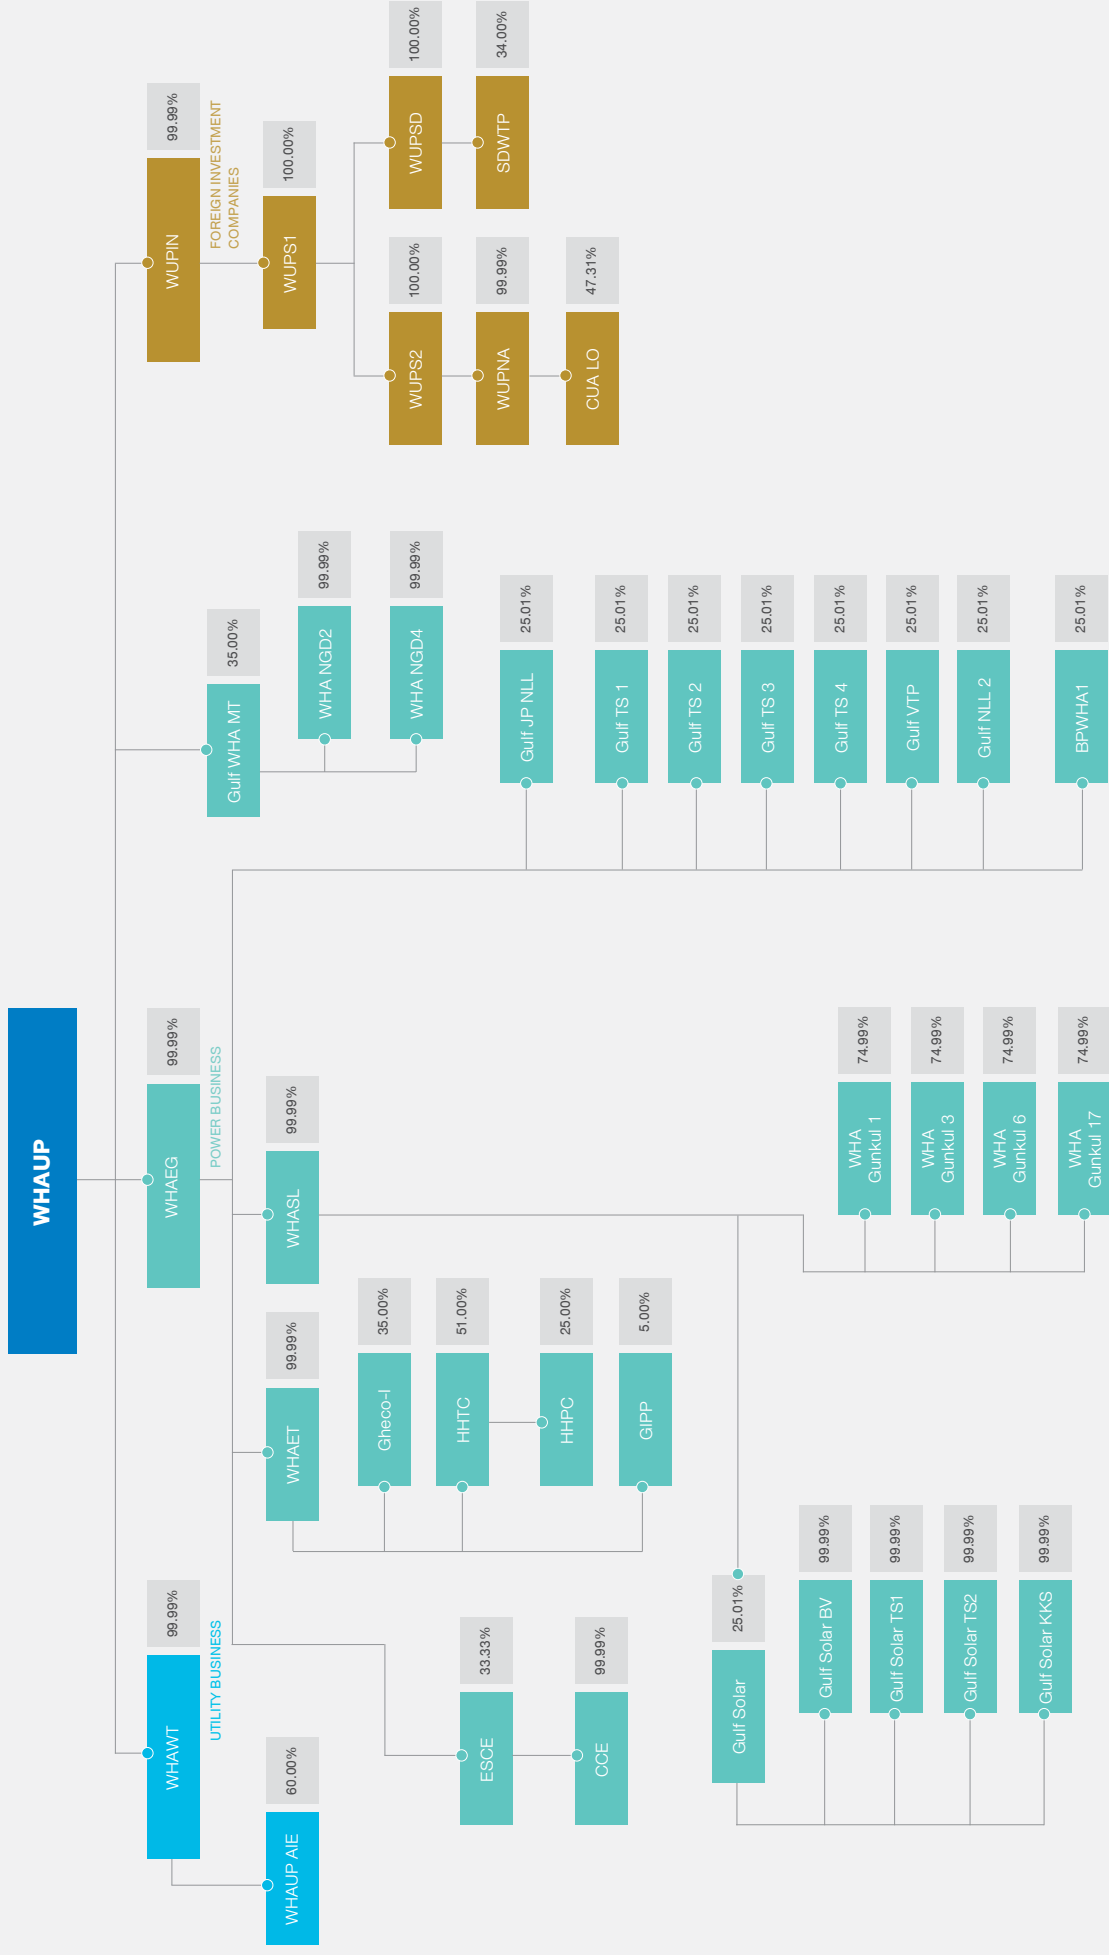 WHAUP
WHAWT
99.99%
UTILITY BUSINESS
WHAUP AIE
60.00%
WHAEG
99.99%
POWER BUSINESS
WHAET
99.99%
Gheco-I
35.00%
HHTC
51.00%
HHPC
25.00%
GIPP
5.00%
WHASL
99.99%
ESCE
33.33%
CCE
99.99%
Gulf Solar
25.01%
Gulf Solar BV
99.99%
Gulf Solar TS1
99.99%
Gulf Solar TS2
99.99%
Gulf Solar KKS
99.99%
WHA
Gunkul 1
74.99%
WHA
Gunkul 3
74.99%
WHA
Gunkul 6
74.99%
WHA
Gunkul 17
74.99%
Gulf WHA MT
35.00%
WHA NGD2
99.99%
WHA NGD4
99.99%
Gulf JP NLL
25.01%
Gulf TS 1
25.01%
Gulf TS 2
25.01%
Gulf TS 3
25.01%
Gulf TS 4
25.01%
Gulf VTP
25.01%
Gulf NLL 2
25.01%
BPWHA1
25.01%
WUPIN
99.99%
FOREIGN INVESTMENT
COMPANIES
WUPS1
100.00%
WUPS2
100.00%
WUPSD
100.00%
WUPNA
99.99%
SDWTP
34.00%
CUA LO
47.31%